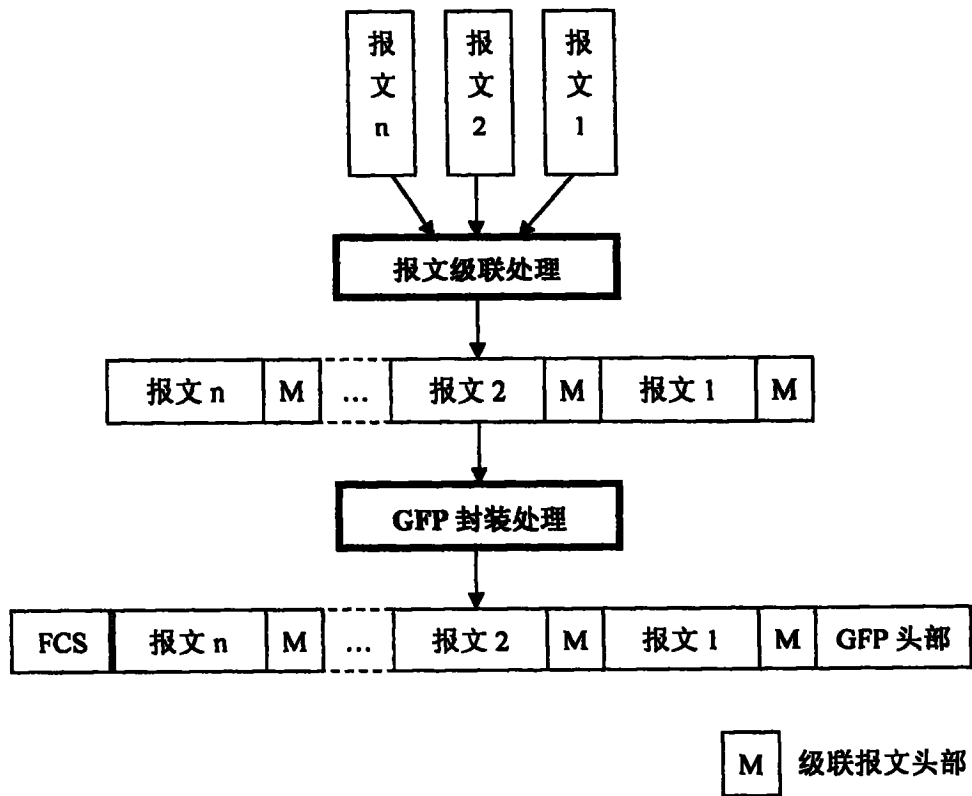 报文n
报文2
报文1
报文级联处理
报文 n M … 报文 2 M 报文 1 M
GFP 封装处理
FCS 报文 n M … 报文 2 M 报文 1 M GFP 头部
M 级联报文头部